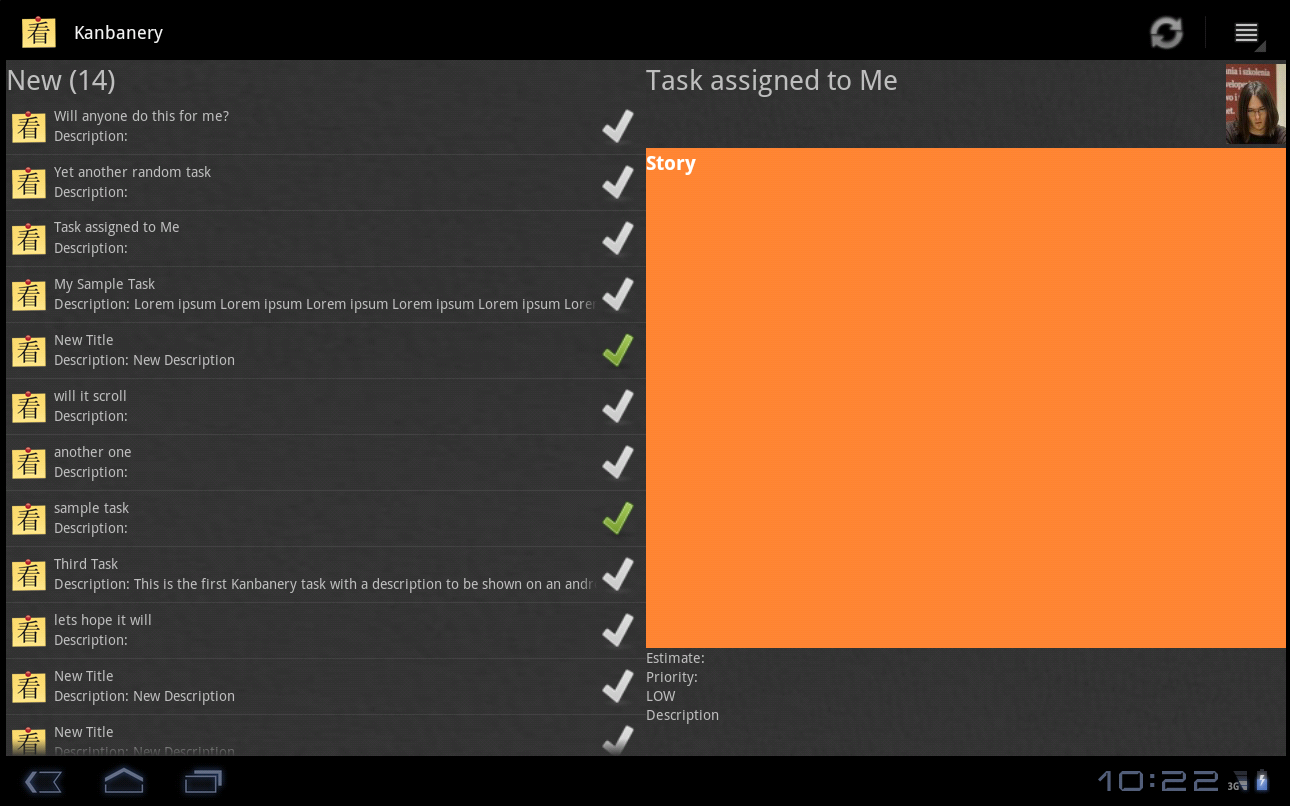 看 Kanbanery
New (14)
看 Will anyone do this for me?
Description:
看 Yet another random task
Description:
看 Task assigned to Me
Description:
看 My Sample Task
Description: Lorem ipsum Lorem ipsum Lorem ipsum Lorem ipsum Lorem ipsum Lore
看 New Title
Description: New Description
看 will it scroll
Description:
看 another one
Description:
看 sample task
Description:
看 Third Task
Description: This is the first Kanbanery task with a description to be shown on an andr
看 lets hope it will
Description:
看 New Title
Description: New Description
看 New Title
Description: New Description
Task assigned to Me
ania i szkolenia
Story
Estimate:
Priority:
LOW
Description
10:22
3G